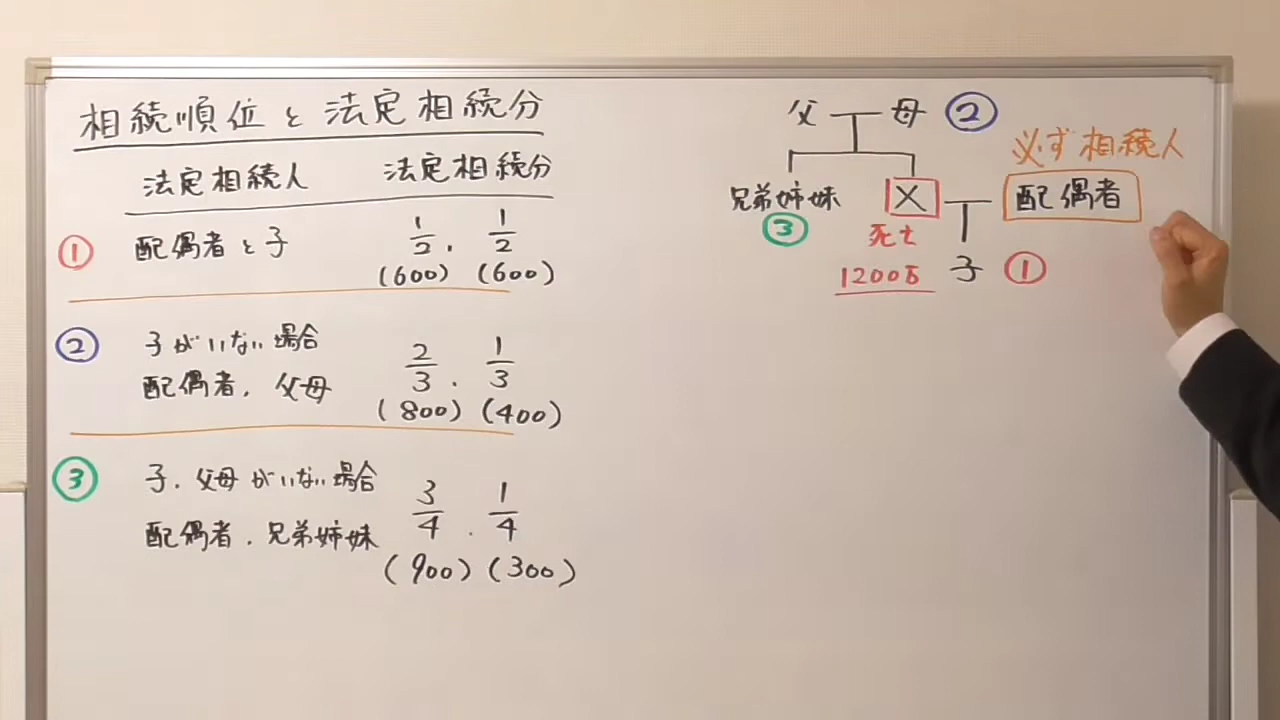 相続順位と法定相続分
法定相続人 法定相続分
① 配偶者と子 1/2, 1/2
(600) (600)
② 子がいない場合
配偶者, 父母 2/3, 1/3
(800) (400)
③ 子, 父母がいない場合
配偶者, 兄弟姉妹 3/4, 1/4
(900) (300)
父 母 ②
必ず相続人
兄弟姉妹 X 配偶者
③ 死亡
1200万 子 ①